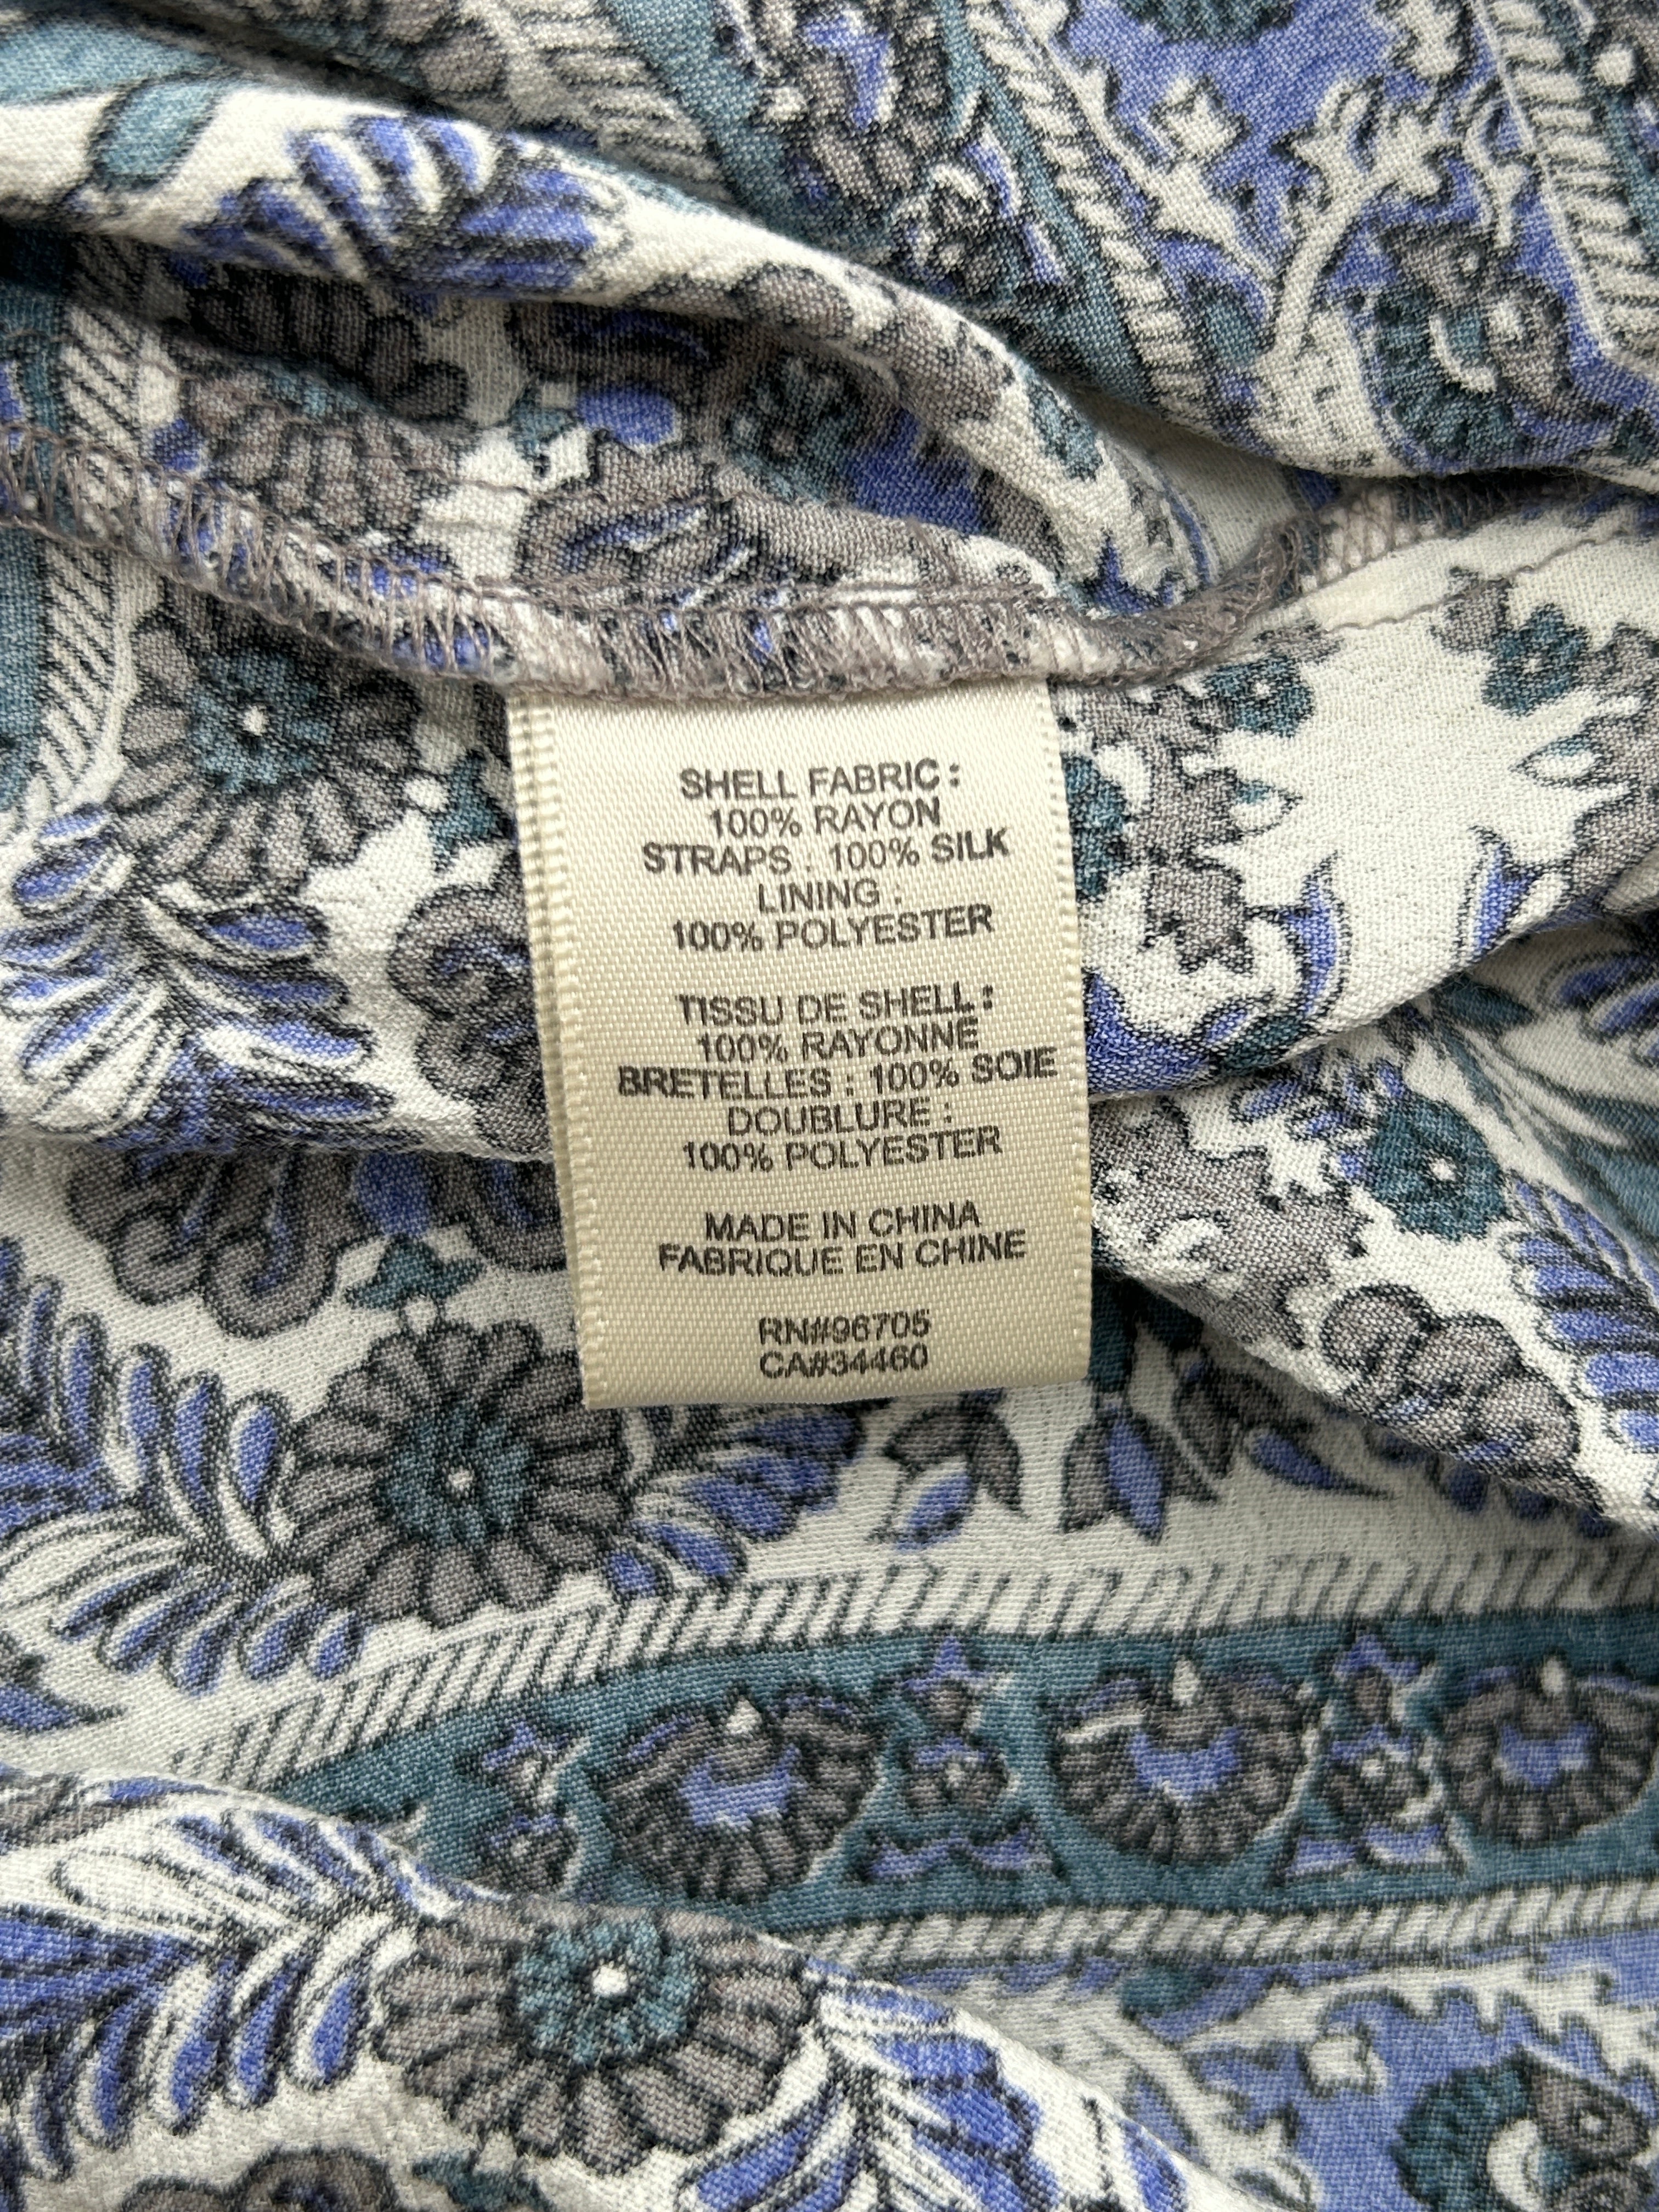 SHELL FABRIC:
100% RAYON
STRAPS : 100% SILK
LINING :
100% POLYESTER
TISSU DE SHELL:
100% RAYONNE
BRETELLES : 100% SOIE
DOUBLURE :
100% POLYESTER
MADE IN CHINA
FABRIQUE EN CHINE
RN#96705
CA#34460